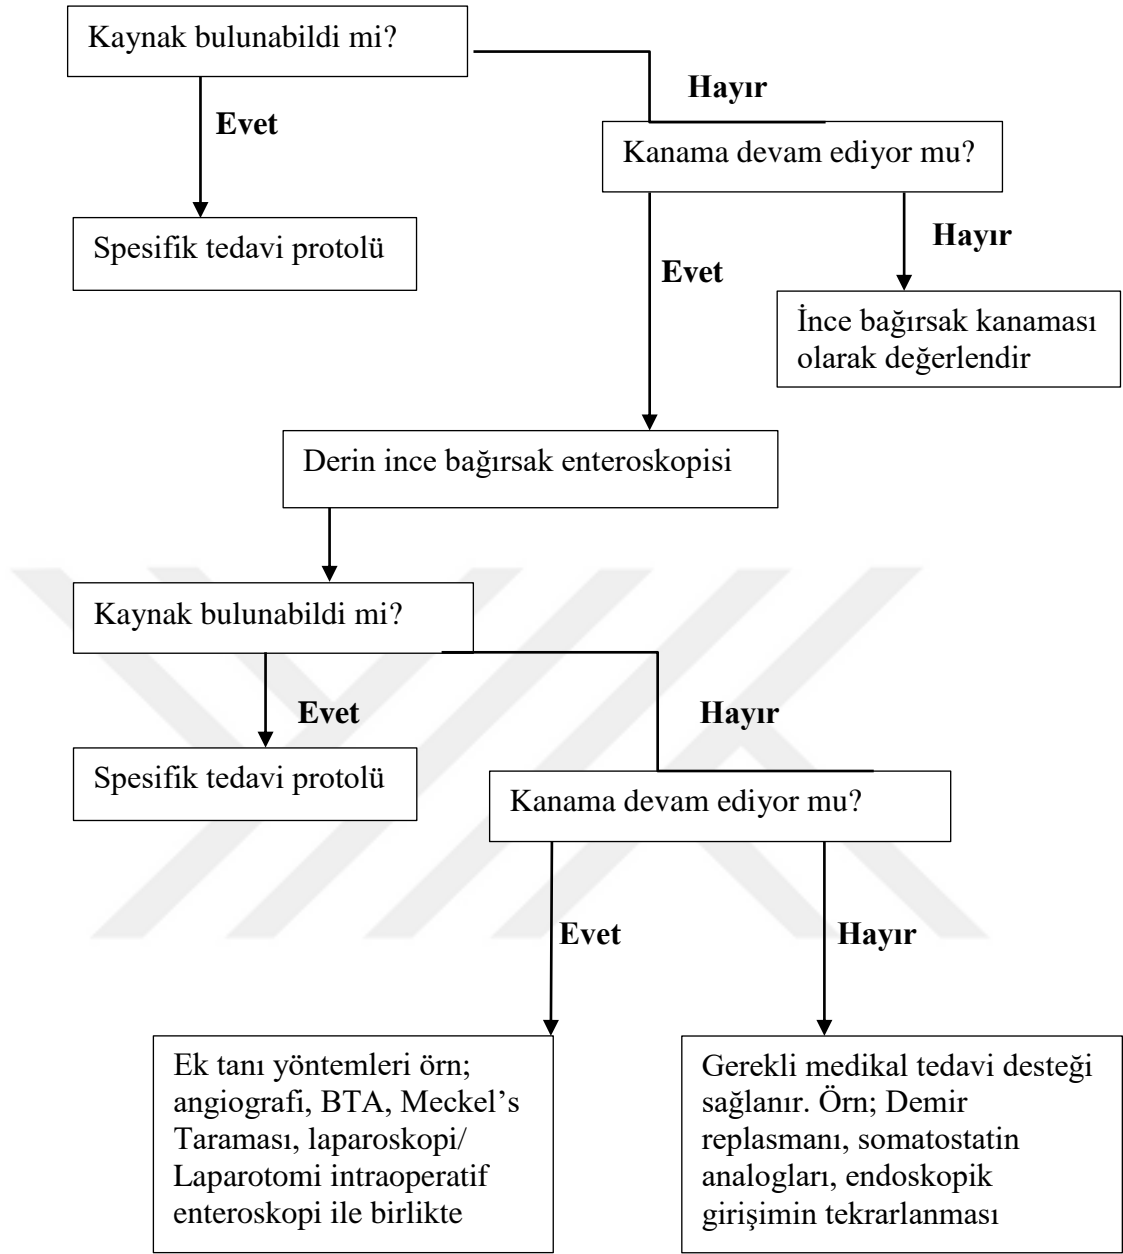 Kaynak bulunabildi mi?
Hayır
Evet
Kanama devam ediyor mu?
Spesifik tedavi protolü
Hayır
Evet
İnce bağırsak kanaması
olarak değerlendir
Derin ince bağırsak enteroskopisi
Kaynak bulunabildi mi?
Evet
Hayır
Spesifik tedavi protolü
Kanama devam ediyor mu?
Evet
Hayır
Ek tanı yöntemleri örn;
angiografi, BTA, Meckel’s
Taraması, laparoskopi/
Laparotomi intraoperatif
enteroskopi ile birlikte
Gerekli medikal tedavi desteği
sağlanır. Örn; Demir
replasmanı, somatostatin
analogları, endoskopik
girişimin tekrarlanması